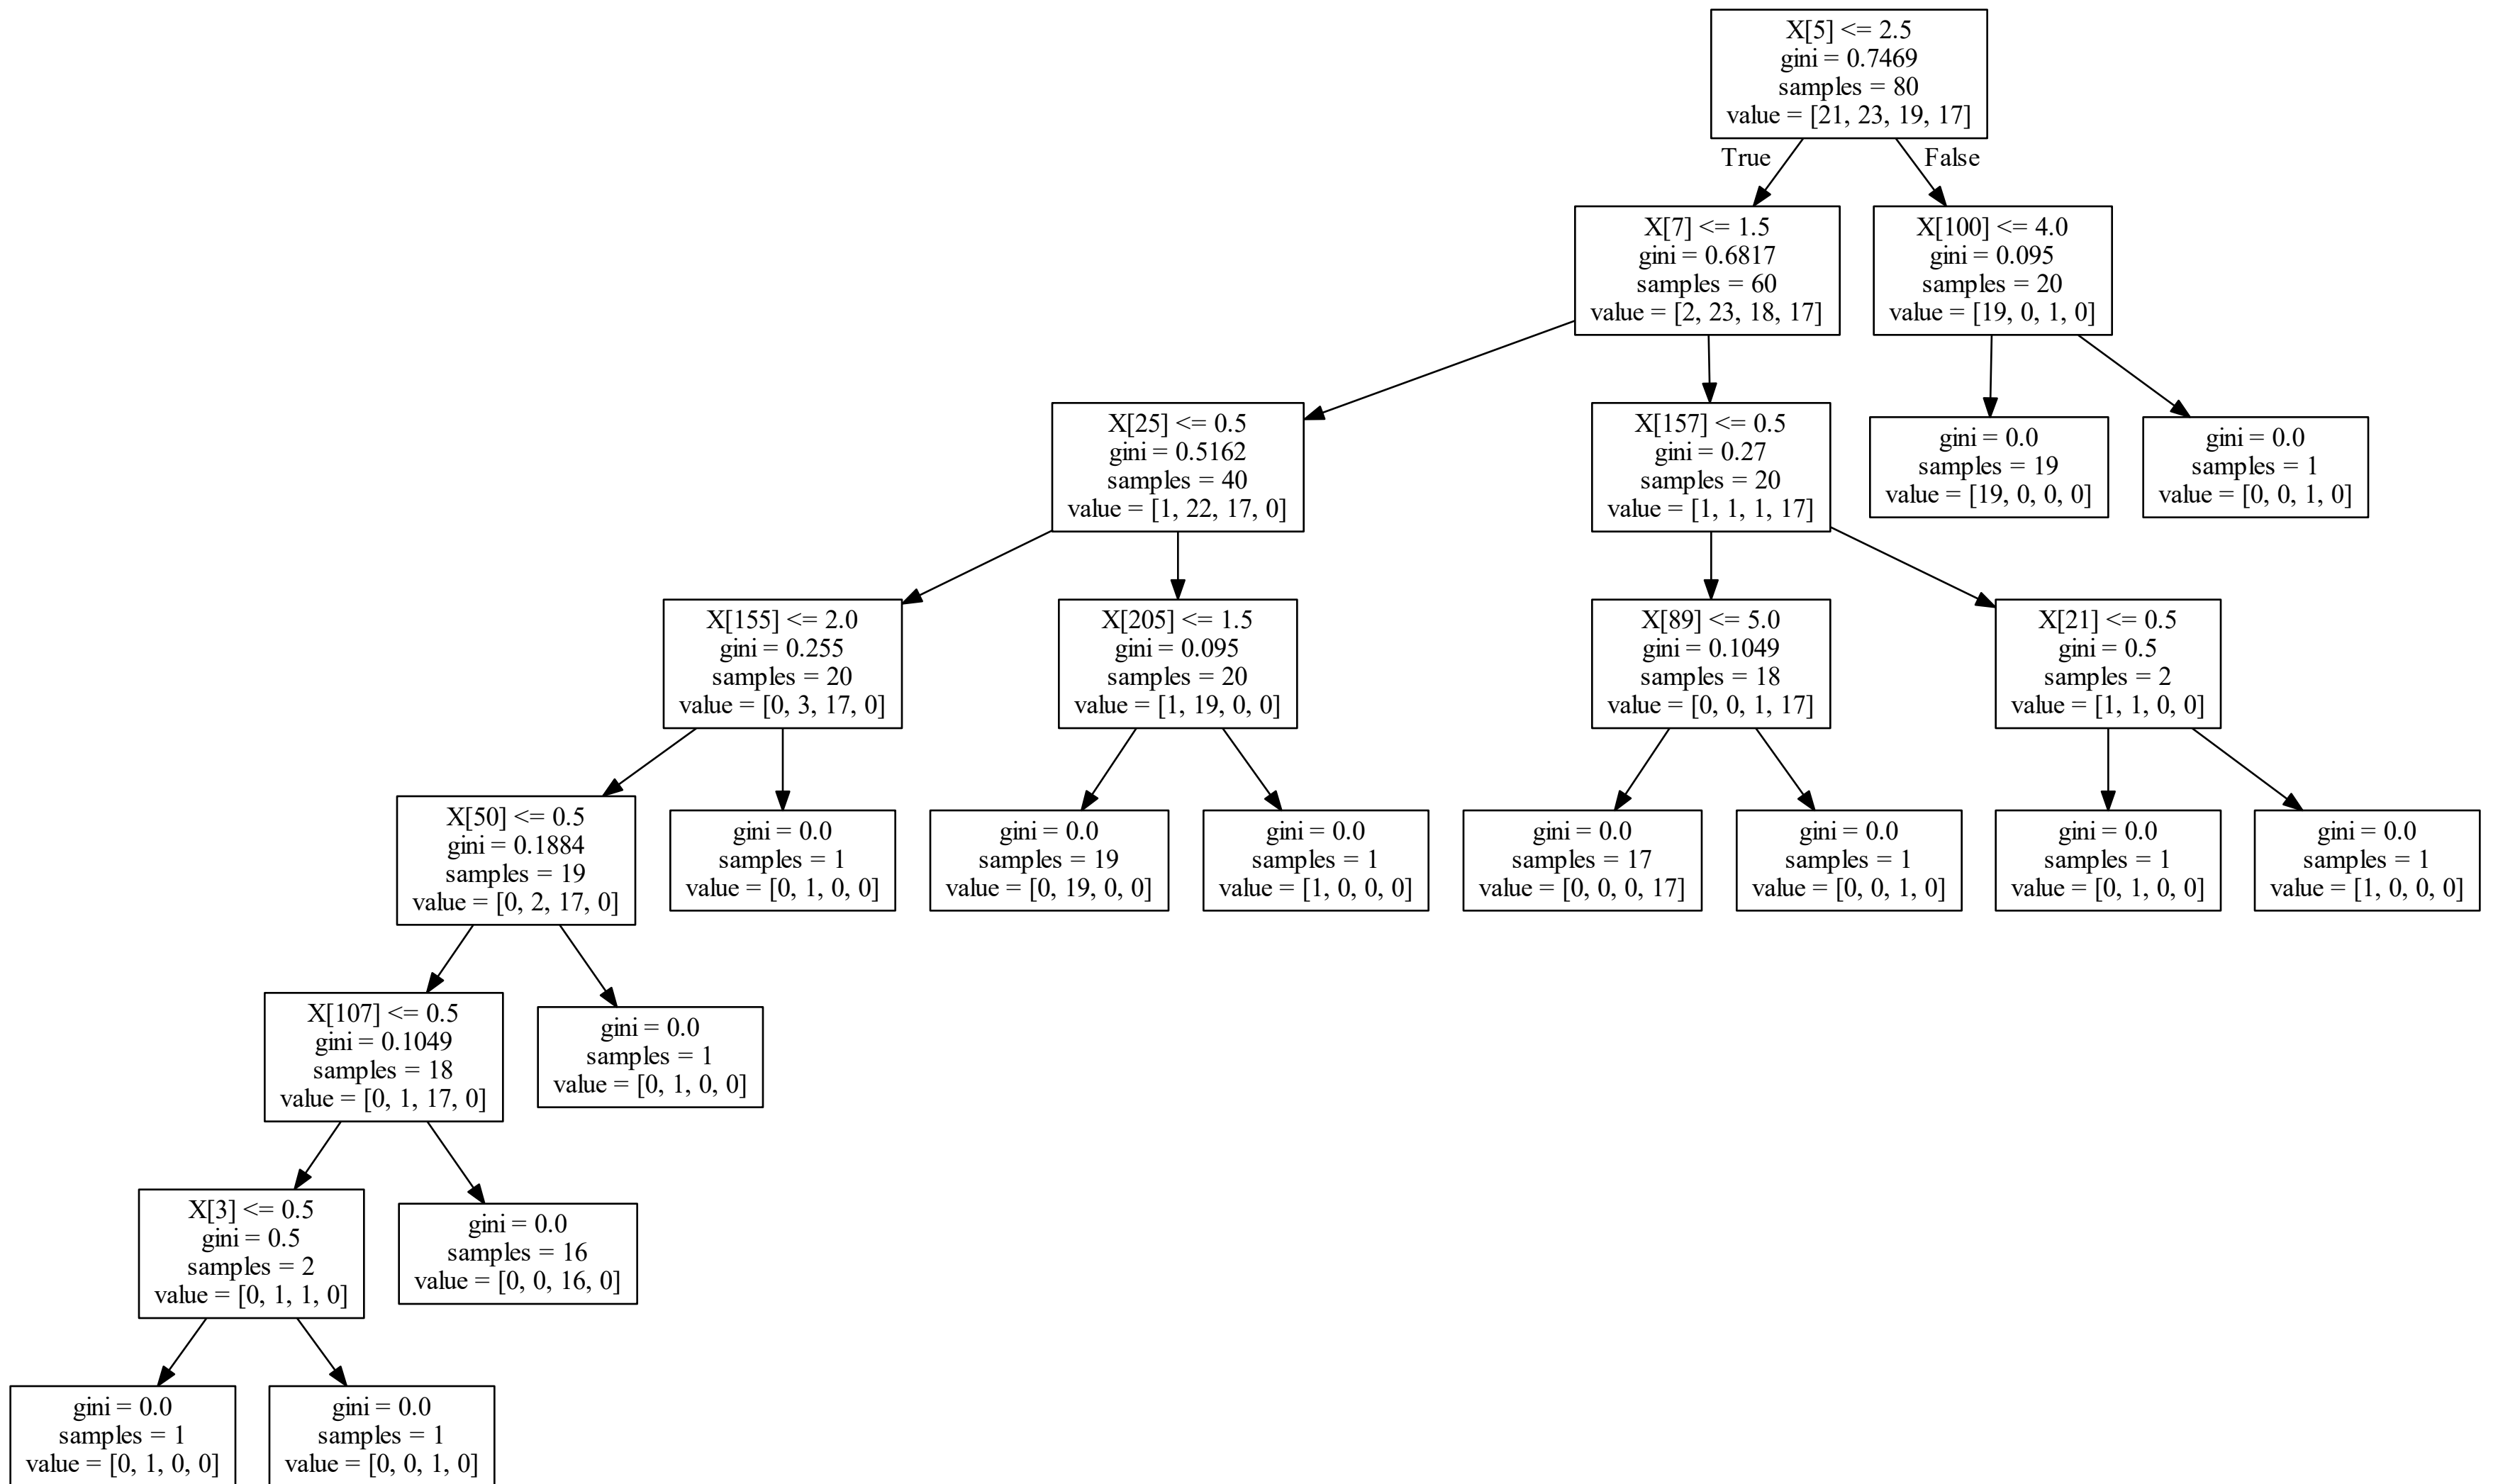 X[5] <= 2.5
gini = 0.7469
samples = 80
value = [21, 23, 19, 17]
True
False
X[7] <= 1.5
gini = 0.6817
samples = 60
value = [2, 23, 18, 17]
X[100] <= 4.0
gini = 0.095
samples = 20
value = [19, 0, 1, 0]
X[25] <= 0.5
gini = 0.5162
samples = 40
value = [1, 22, 17, 0]
X[157] <= 0.5
gini = 0.27
samples = 20
value = [1, 1, 1, 17]
gini = 0.0
samples = 19
value = [19, 0, 0, 0]
gini = 0.0
samples = 1
value = [0, 0, 1, 0]
X[155] <= 2.0
gini = 0.255
samples = 20
value = [0, 3, 17, 0]
X[205] <= 1.5
gini = 0.095
samples = 20
value = [1, 19, 0, 0]
X[89] <= 5.0
gini = 0.1049
samples = 18
value = [0, 0, 1, 17]
X[21] <= 0.5
gini = 0.5
samples = 2
value = [1, 1, 0, 0]
X[50] <= 0.5
gini = 0.1884
samples = 19
value = [0, 2, 17, 0]
gini = 0.0
samples = 1
value = [0, 1, 0, 0]
gini = 0.0
samples = 19
value = [0, 19, 0, 0]
gini = 0.0
samples = 1
value = [1, 0, 0, 0]
gini = 0.0
samples = 17
value = [0, 0, 0, 17]
gini = 0.0
samples = 1
value = [0, 0, 1, 0]
gini = 0.0
samples = 1
value = [0, 1, 0, 0]
gini = 0.0
samples = 1
value = [1, 0, 0, 0]
X[107] <= 0.5
gini = 0.1049
samples = 18
value = [0, 1, 17, 0]
gini = 0.0
samples = 1
value = [0, 1, 0, 0]
X[3] <= 0.5
gini = 0.5
samples = 2
value = [0, 1, 1, 0]
gini = 0.0
samples = 16
value = [0, 0, 16, 0]
gini = 0.0
samples = 1
value = [0, 1, 0, 0]
gini = 0.0
samples = 1
value = [0, 0, 1, 0]